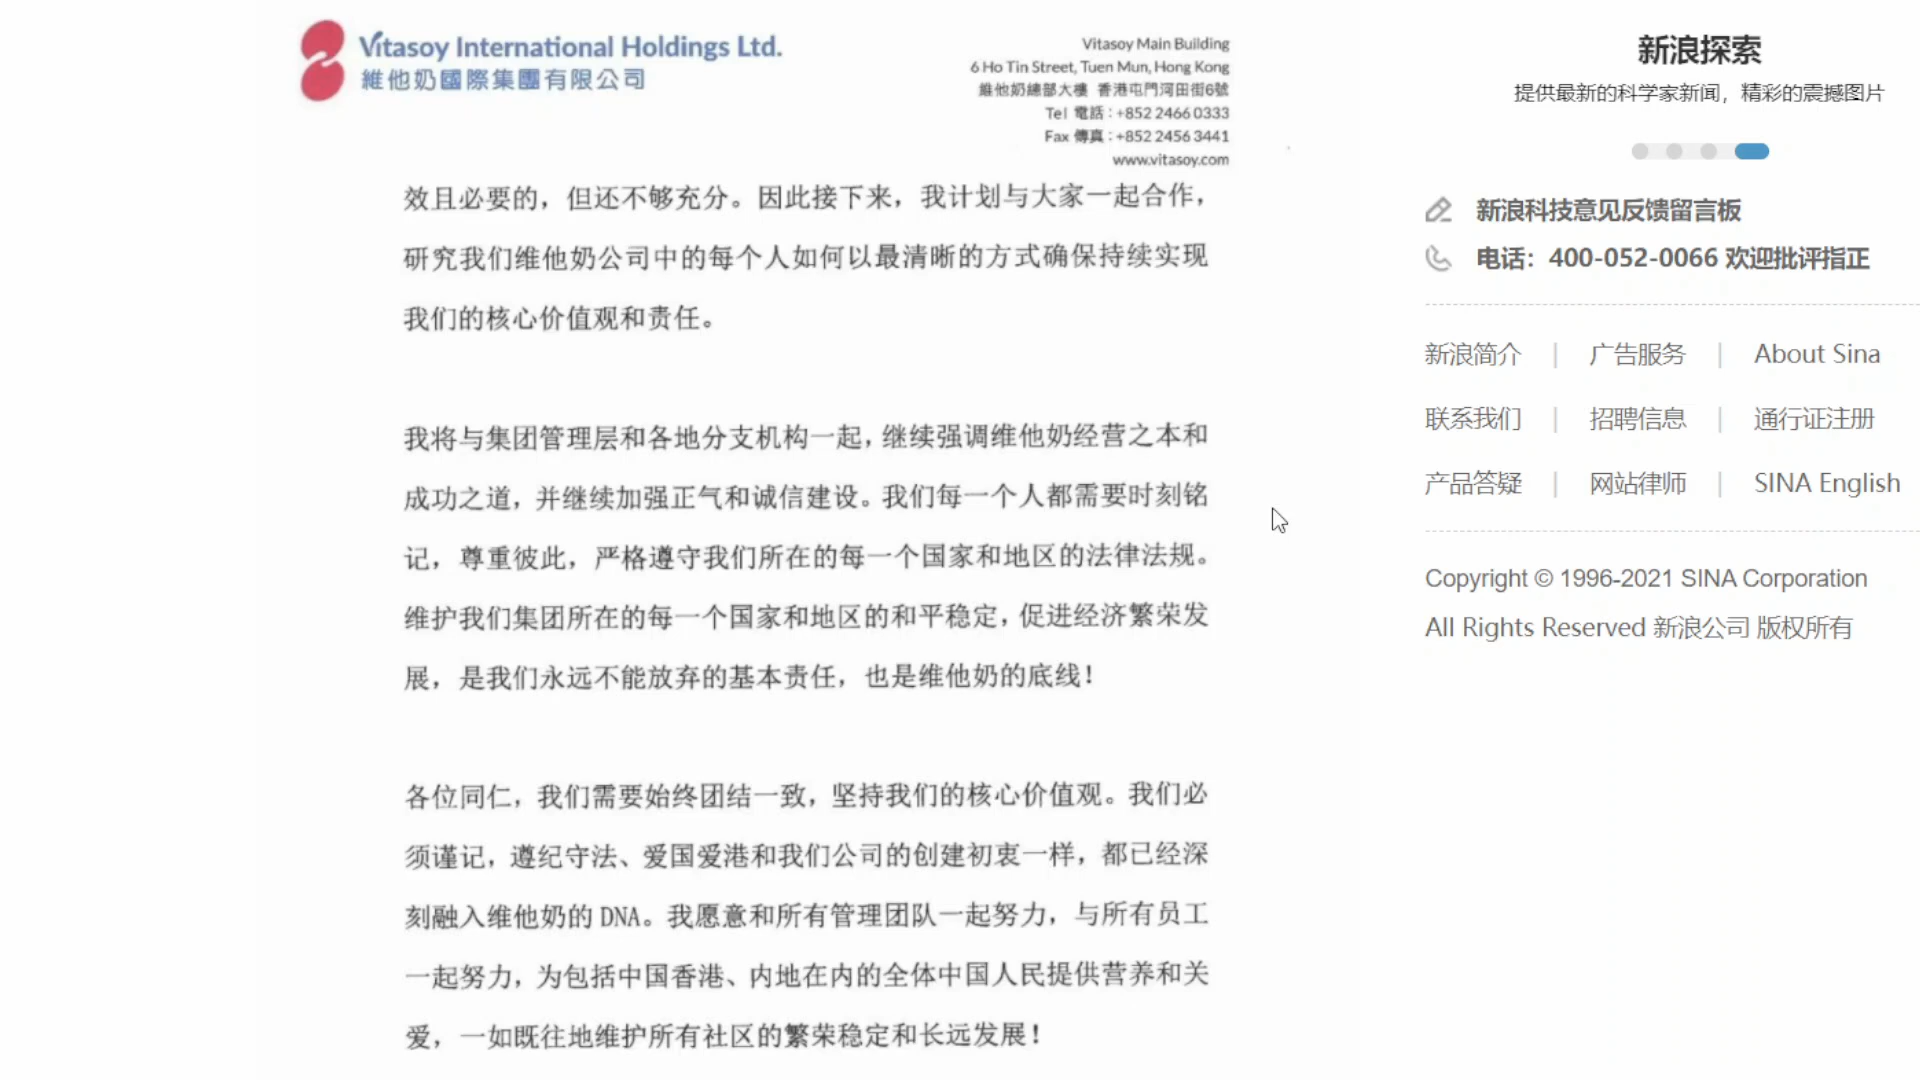 Vitasoy International Holdings Ltd.
維他奶國際集團有限公司
Vitasoy Main Building
6 Ho Tin Street, Tuen Mun, Hong Kong
維他奶總部大樓 香港屯門河田街6號
Tel 電話：+852 2466 0333
Fax 傳真：+852 2456 3441
www.vitasoy.com
效且必要的，但还不够充分。因此接下来，我计划与大家一起合作，
研究我们维他奶公司中的每个人如何以最清晰的方式确保持续实现
我们的核心价值观和责任。
我将与集团管理层和各地分支机构一起，继续强调维他奶经营之本和
成功之道，并继续加强正气和诚信建设。我们每一个人都需要时刻铭
记，尊重彼此，严格遵守我们所在的每一个国家和地区的法律法规。
维护我们集团所在的每一个国家和地区的和平稳定，促进经济繁荣发
展，是我们永远不能放弃的基本责任，也是维他奶的底线！
各位同仁，我们需要始终团结一致，坚持我们的核心价值观。我们必
须谨记，遵纪守法、爱国爱港和我们公司的创建初衷一样，都已经深
刻融入维他奶的 DNA。我愿意和所有管理团队一起努力，与所有员工
一起努力，为包括中国香港、内地在内的全体中国人民提供营养和关
爱，一如既往地维护所有社区的繁荣稳定和长远发展！
新浪探索
提供最新的科学家新闻，精彩的震撼图片
新浪科技意见反馈留言板
电话：400-052-0066 欢迎批评指正
新浪简介 | 广告服务 | About Sina
联系我们 | 招聘信息 | 通行证注册
产品答疑 | 网站律师 | SINA English
Copyright © 1996-2021 SINA Corporation
All Rights Reserved 新浪公司 版权所有